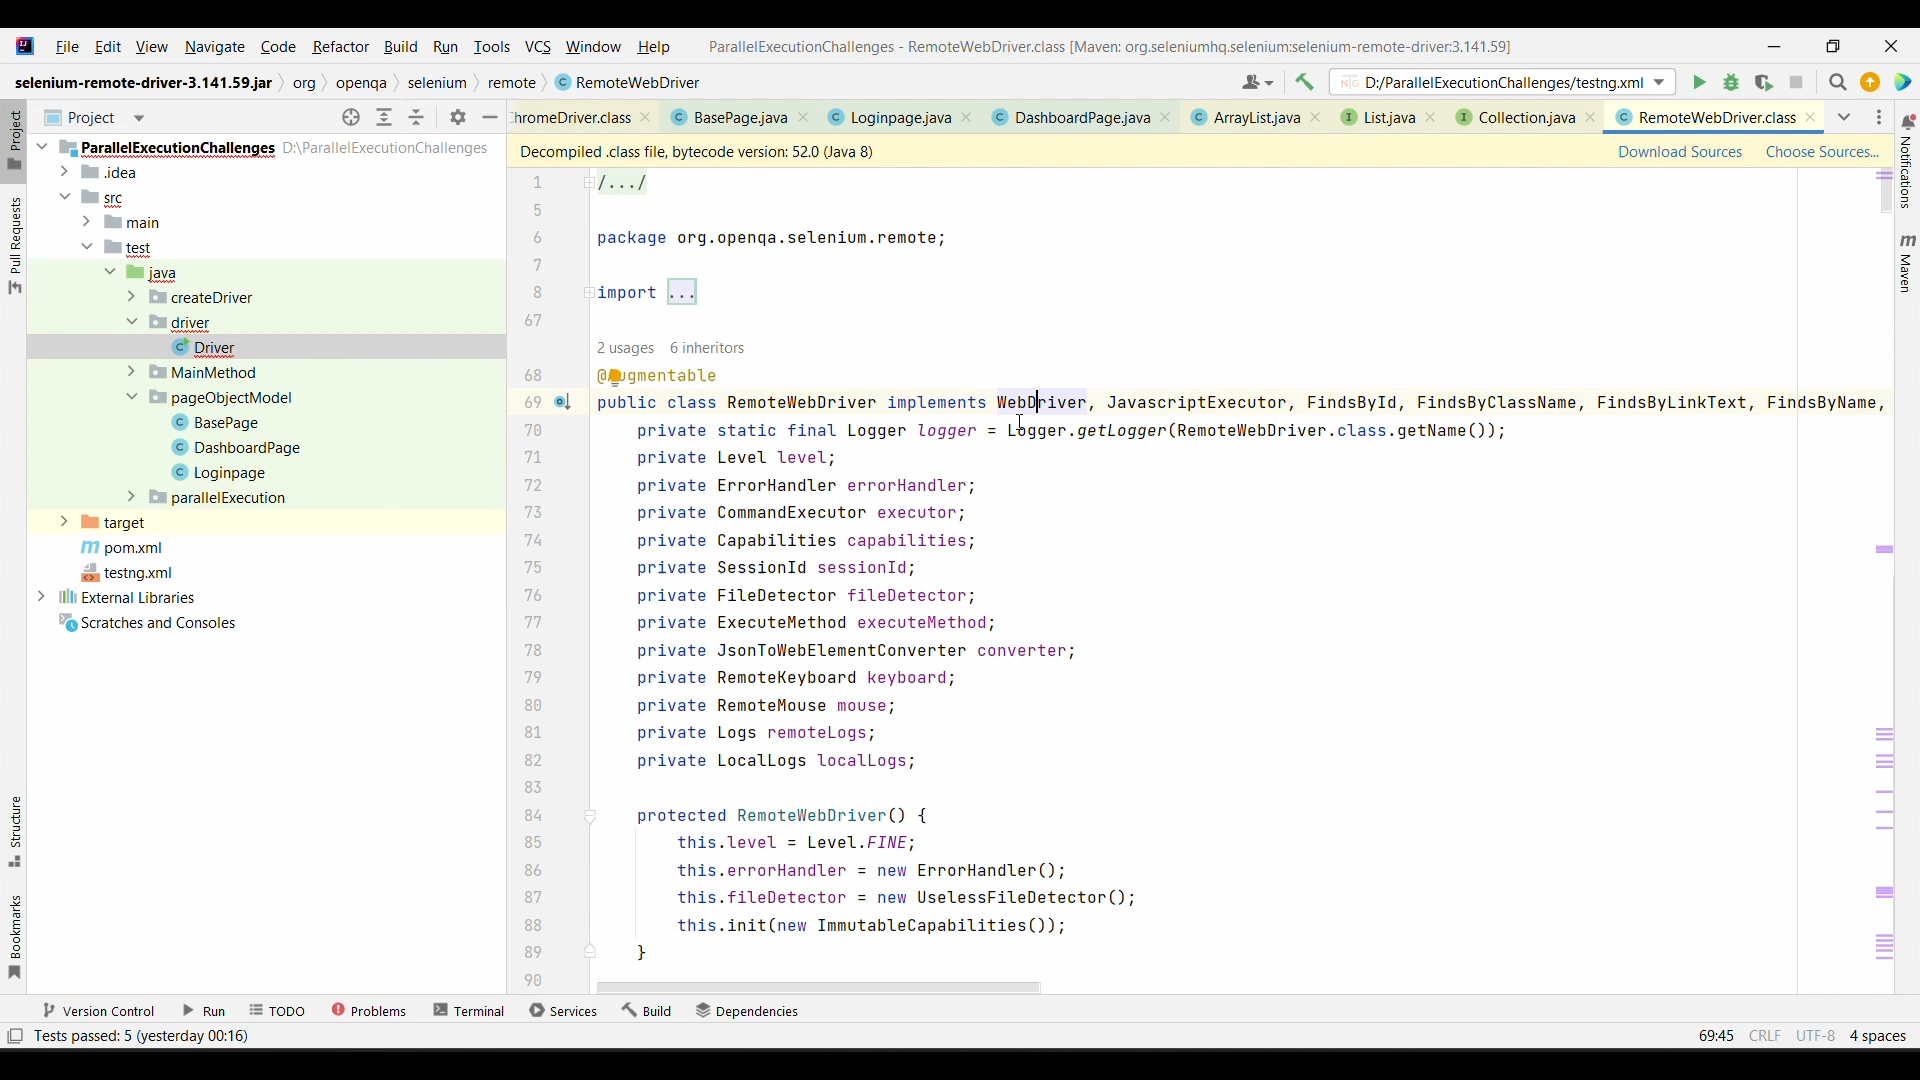 File Edit View Navigate Code Refactor Build Run Tools VCS Window Help ParallelExecutionChallenges - RemoteWebDriver.class [Maven: org.seleniumhq.selenium:selenium-remote-driver:3.141.59]
selenium-remote-driver-3.141.59.jar org openqa selenium remote RemoteWebDriver D:/ParallelExecutionChallenges/testng.xml
Project hromeDriver.class BasePage.java Loginpage.java DashboardPage.java ArrayList.java List.java Collection.java RemoteWebDriver.class
Decompiled .class file, bytecode version: 52.0 (Java 8) Download Sources Choose Sources...
Project
Pull Requests
Structure
Bookmarks
ParallelExecutionChallenges D:\ParallelExecutionChallenges
.idea
src
main
test
java
createDriver
driver
Driver
MainMethod
pageObjectModel
BasePage
DashboardPage
Loginpage
parallelExecution
target
pom.xml
testng.xml
External Libraries
Scratches and Consoles
1 /.../
5
6 package org.openqa.selenium.remote;
7
8 import ...
67
2 usages 6 inheritors
68 @Augmentable
69 public class RemoteWebDriver implements WebDriver, JavascriptExecutor, FindsById, FindsByClassName, FindsByLinkText, FindsByName,
70 private static final Logger logger = Logger.getLogger(RemoteWebDriver.class.getName());
71 private Level level;
72 private ErrorHandler errorHandler;
73 private CommandExecutor executor;
74 private Capabilities capabilities;
75 private SessionId sessionId;
76 private FileDetector fileDetector;
77 private ExecuteMethod executeMethod;
78 private JsonToWebElementConverter converter;
79 private RemoteKeyboard keyboard;
80 private RemoteMouse mouse;
81 private Logs remoteLogs;
82 private LocalLogs localLogs;
83
84 protected RemoteWebDriver() {
85 this.level = Level.FINE;
86 this.errorHandler = new ErrorHandler();
87 this.fileDetector = new UselessFileDetector();
88 this.init(new ImmutableCapabilities());
89 }
90
Notifications
Maven
Version Control Run TODO Problems Terminal Services Build Dependencies
Tests passed: 5 (yesterday 00:16) 69:45 CRLF UTF-8 4 spaces